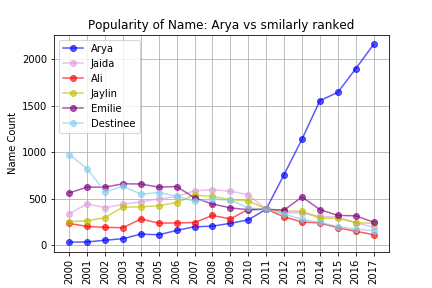 Popularity of Name: Arya vs smilarly ranked
Name Count
2000
1500
1000
500
0
Arya
Jaida
Ali
Jaylin
Emilie
Destinee
2000 2001 2002 2003 2004 2005 2006 2007 2008 2009 2010 2011 2012 2013 2014 2015 2016 2017